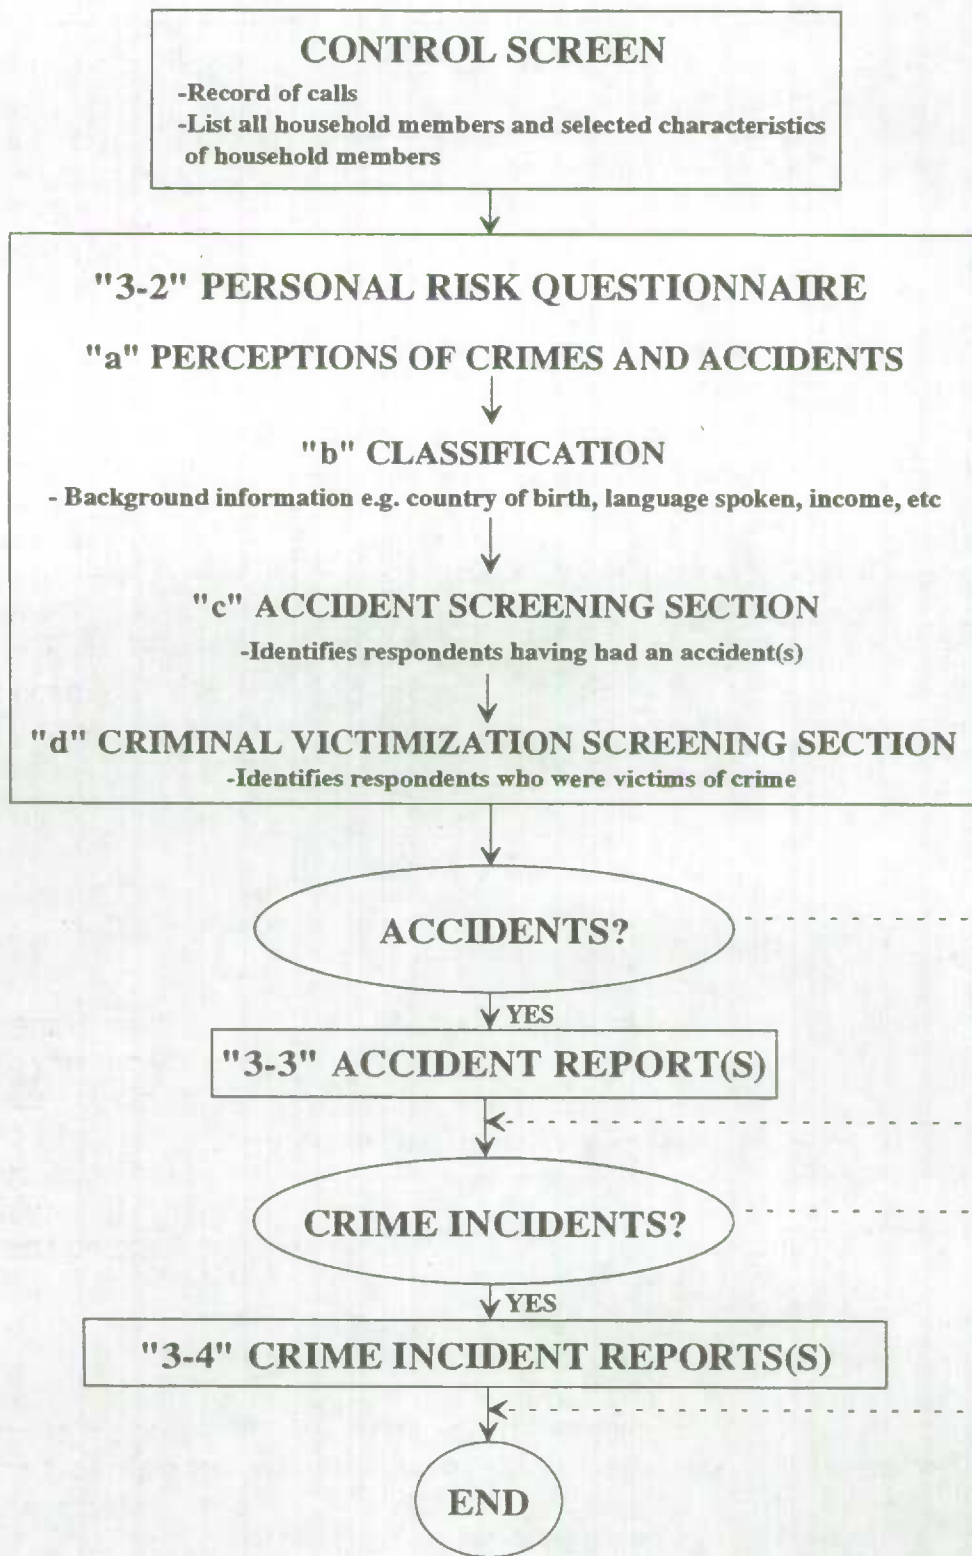 CONTROL SCREEN
-Record of calls
-List all household members and selected characteristics
of household members
"3-2" PERSONAL RISK QUESTIONNAIRE
"a" PERCEPTIONS OF CRIMES AND ACCIDENTS
"b" CLASSIFICATION
- Background information e.g. country of birth, language spoken, income, etc
"c" ACCIDENT SCREENING SECTION
-Identifies respondents having had an accident(s)
"d" CRIMINAL VICTIMIZATION SCREENING SECTION
-Identifies respondents who were victims of crime
ACCIDENTS?
YES
"3-3" ACCIDENT REPORT(S)
CRIME INCIDENTS?
YES
"3-4" CRIME INCIDENT REPORTS(S)
END